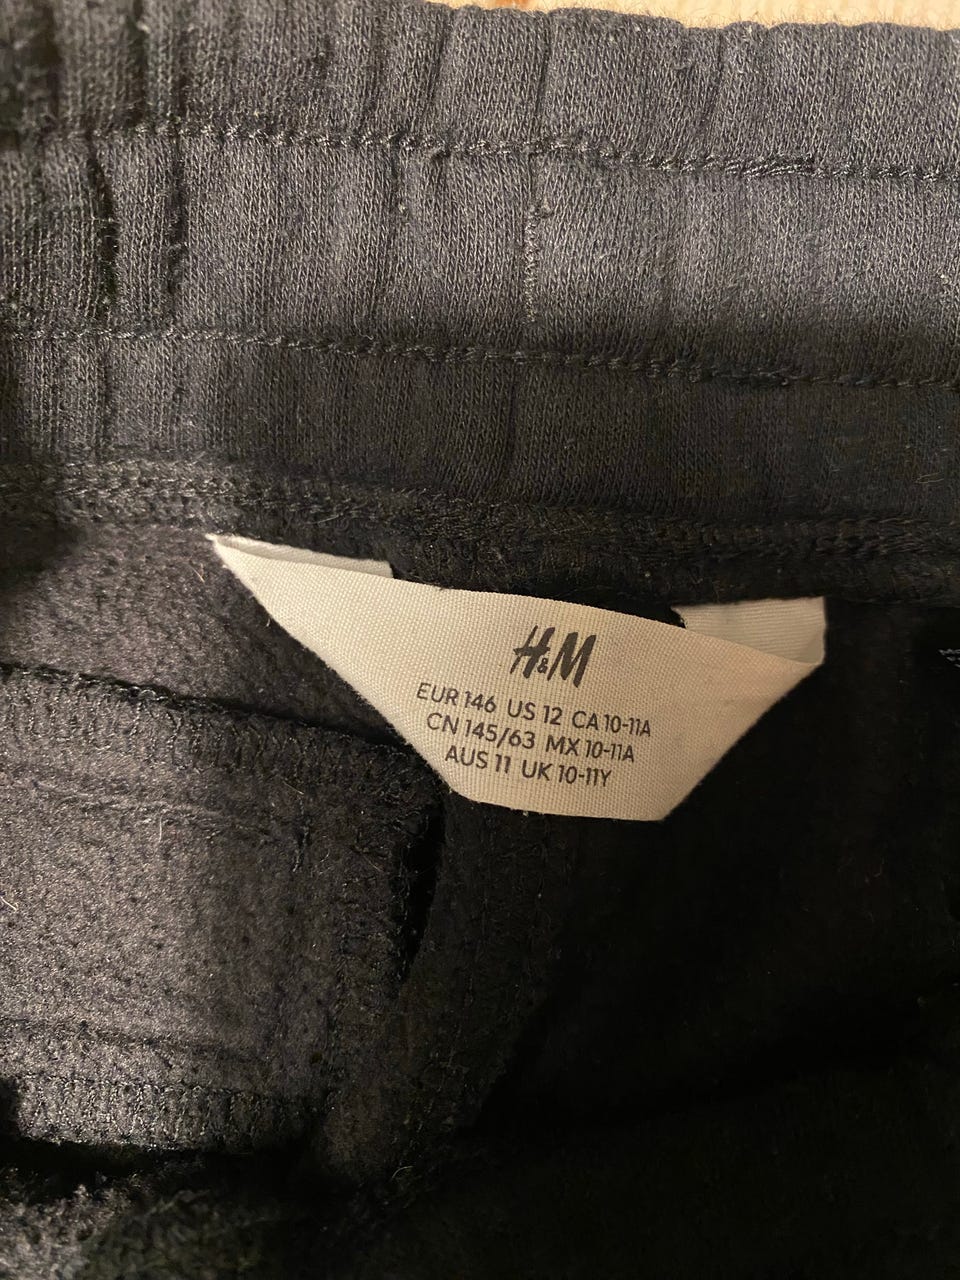 H&M
EUR 146 US 12 CA 10-11A
CN 145/63 MX 10-11A
AUS 11 UK 10-11Y